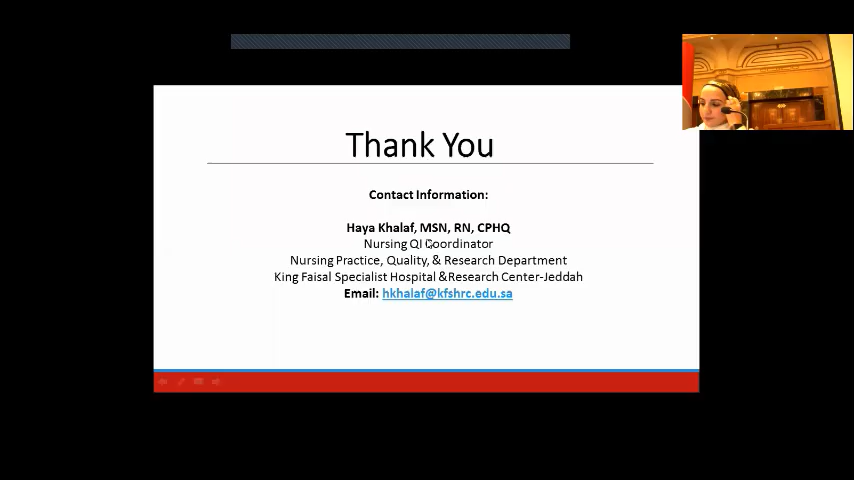 Thank You
Contact Information:
Haya Khalaf, MSN, RN, CPHQ
Nursing QI Coordinator
Nursing Practice, Quality, & Research Department
King Faisal Specialist Hospital &Research Center-Jeddah
Email: hkhalaf@kfshrc.edu.sa